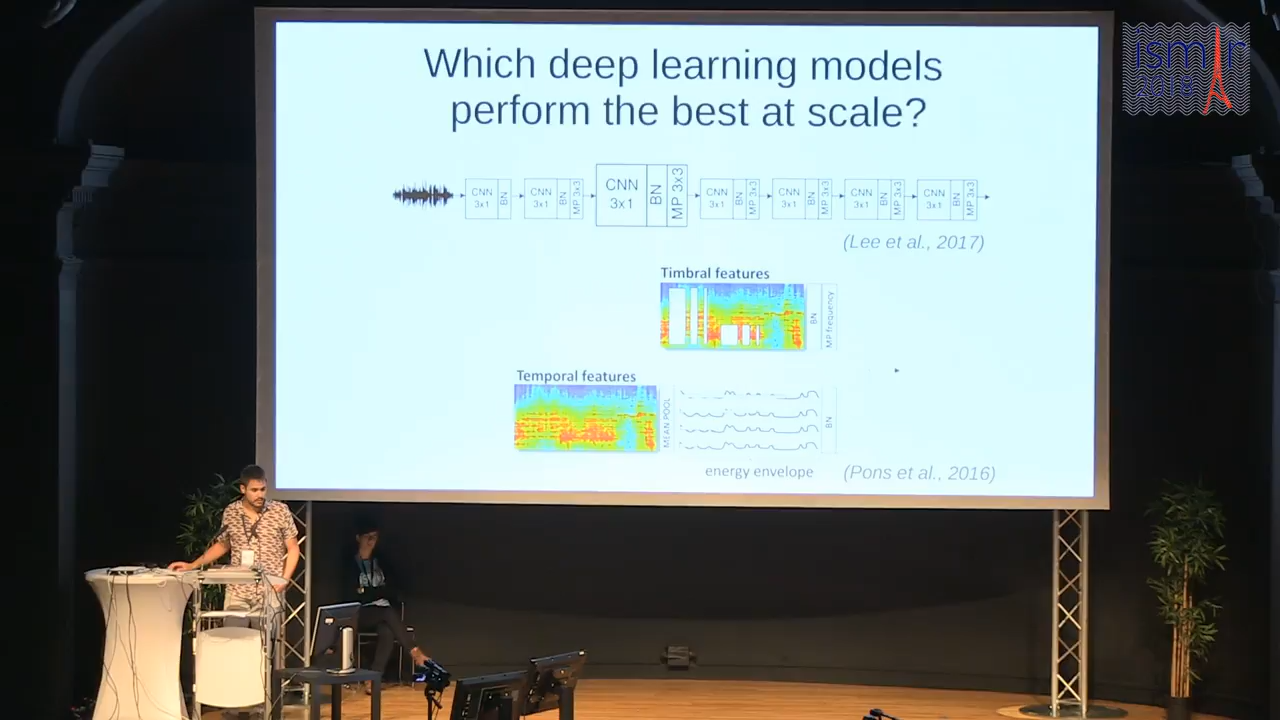 Which deep learning models
perform the best at scale?
ismir
2018
CNN 3x1 BN
CNN 3x1 BN MP 3x3
CNN 3x1 BN MP 3x3
CNN 3x1 BN MP 3x3
CNN 3x1 BN MP 3x3
CNN 3x1 BN MP 3x3
CNN 3x1 BN MP 3x3
(Lee et al., 2017)
Timbral features
BN
MP frequency
Temporal features
MEAN POOL
BN
energy envelope
(Pons et al., 2016)